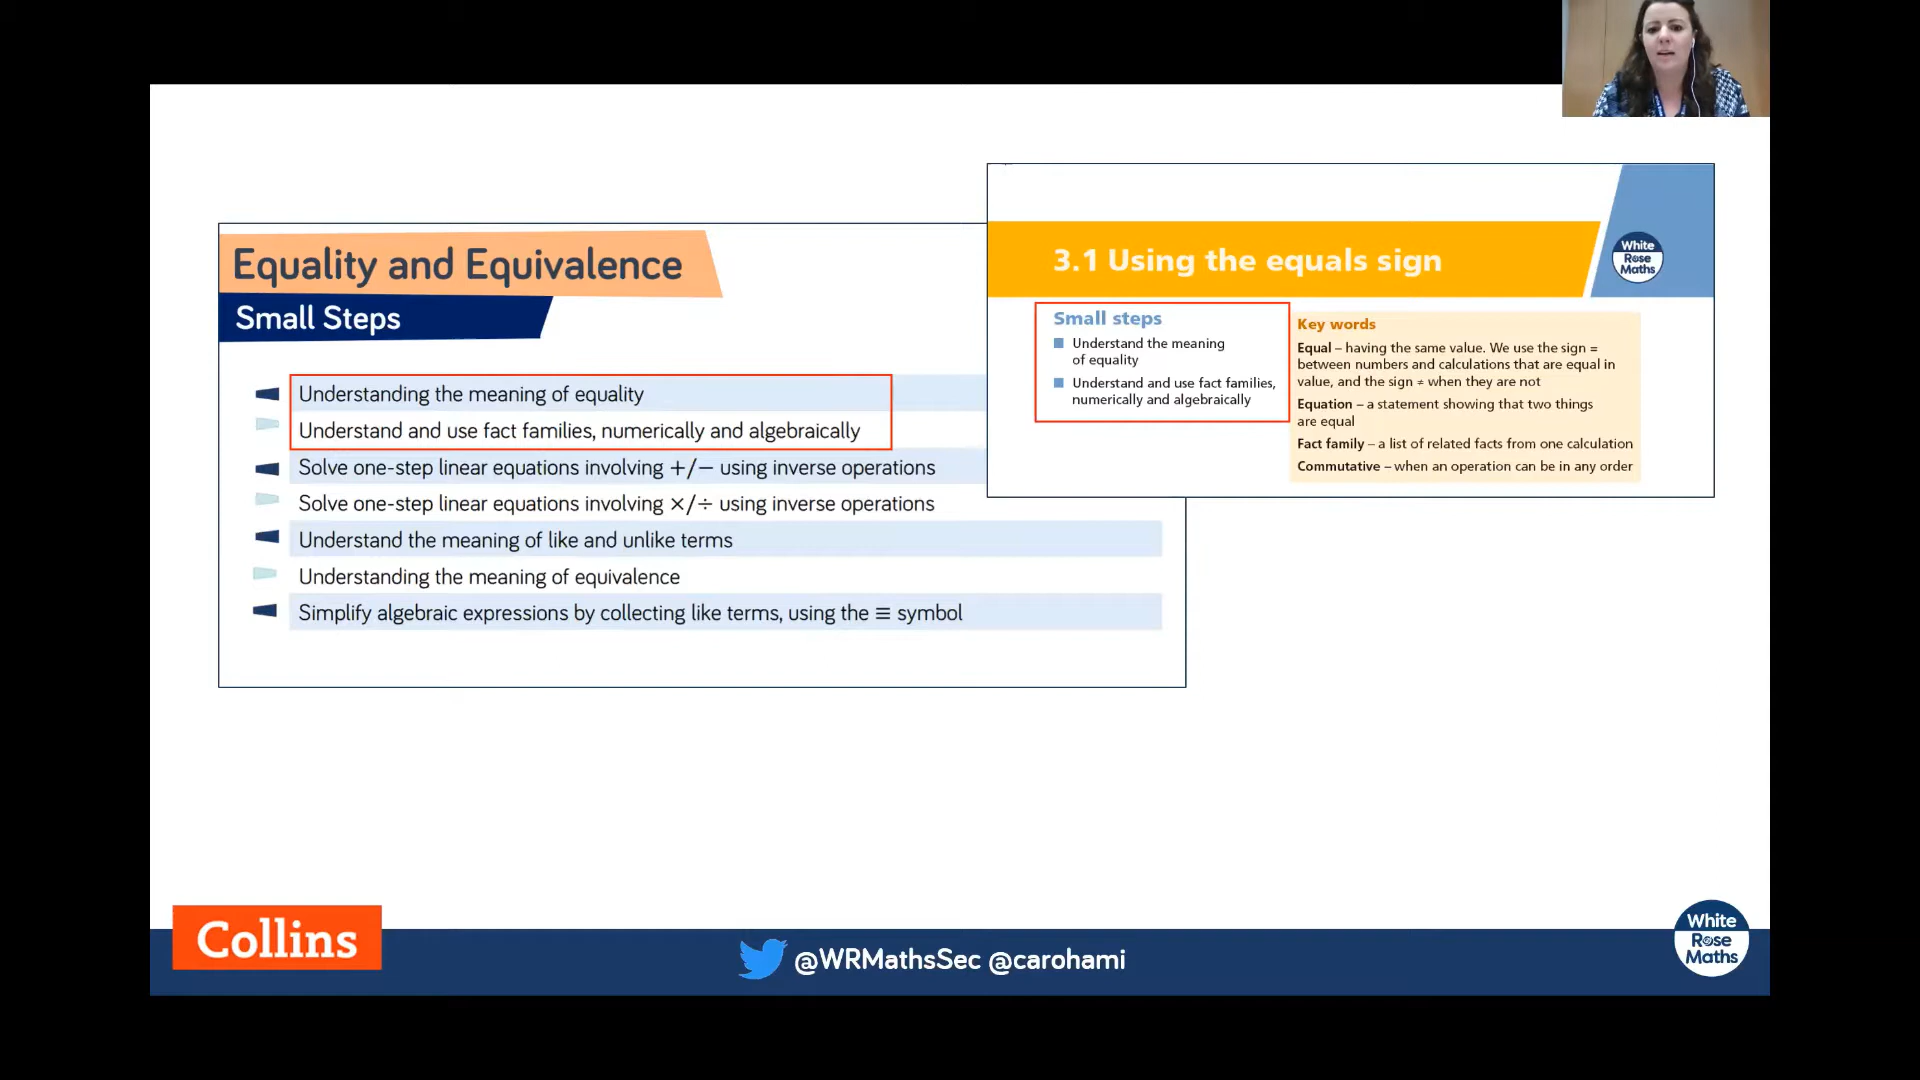 Equality and Equivalence
Small Steps
Understanding the meaning of equality
Understand and use fact families, numerically and algebraically
Solve one-step linear equations involving +/− using inverse operations
Solve one-step linear equations involving ×/÷ using inverse operations
Understand the meaning of like and unlike terms
Understanding the meaning of equivalence
Simplify algebraic expressions by collecting like terms, using the ≡ symbol
3.1 Using the equals sign
White
Rose
Maths
Small steps
Understand the meaning
of equality
Understand and use fact families,
numerically and algebraically
Key words
Equal – having the same value. We use the sign =
between numbers and calculations that are equal in
value, and the sign ≠ when they are not
Equation – a statement showing that two things
are equal
Fact family – a list of related facts from one calculation
Commutative – when an operation can be in any order
Collins
@WRMathsSec @carohami
White
Rose
Maths